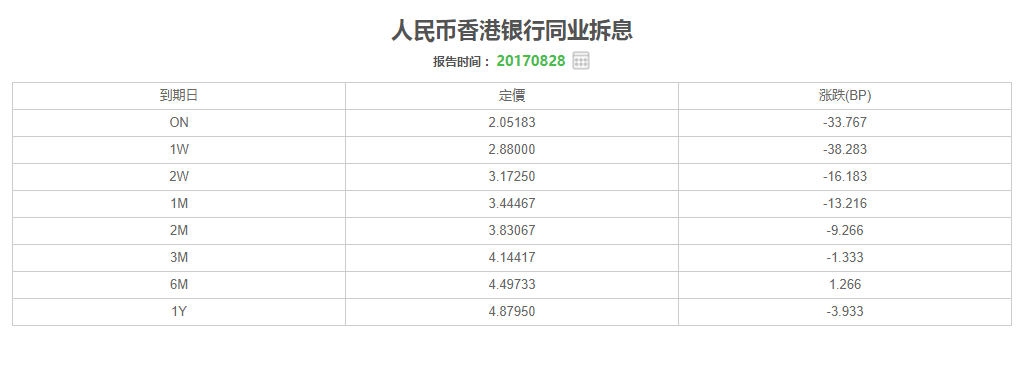 人民币香港银行同业拆息
报告时间： 20170828
到期日 定價 涨跌(BP)
ON 2.05183 -33.767
1W 2.88000 -38.283
2W 3.17250 -16.183
1M 3.44467 -13.216
2M 3.83067 -9.266
3M 4.14417 -1.333
6M 4.49733 1.266
1Y 4.87950 -3.933